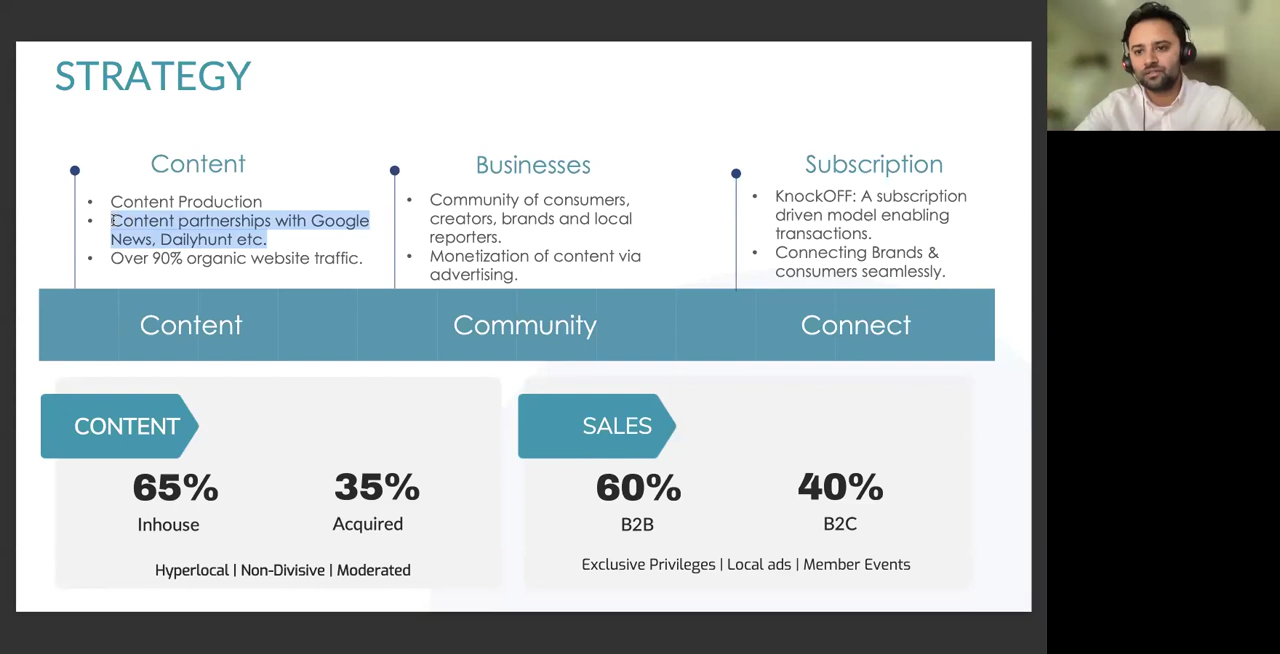 STRATEGY
Content
• Content Production
• Content partnerships with Google
News, Dailyhunt etc.
• Over 90% organic website traffic.
Businesses
• Community of consumers,
creators, brands and local
reporters.
• Monetization of content via
advertising.
Subscription
• KnockOFF: A subscription
driven model enabling
transactions.
• Connecting Brands &
consumers seamlessly.
Content
Community
Connect
CONTENT
65%
35%
Inhouse
Acquired
Hyperlocal | Non-Divisive | Moderated
SALES
60%
40%
B2B
B2C
Exclusive Privileges | Local ads | Member Events